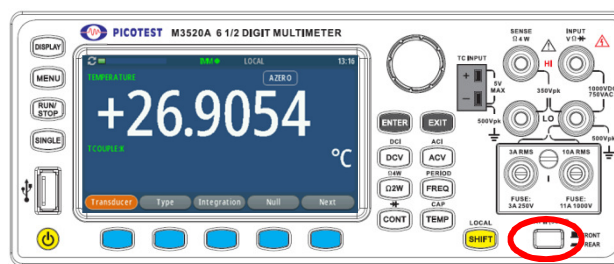 PICOTEST M3520A 6 1/2 DIGIT MULTIMETER
DISPLAY
MENU
RUN/
STOP
SINGLE
IMM
LOCAL
13:16
TEMPERATURE
AZERO
+26.9054
°C
T COUPLE:K
Transducer
Type
Integration
Null
Next
ENTER
EXIT
DCI
ACI
DCV
ACV
Ω4W
PERIOD
Ω2W
FREQ
CAP
CONT
TEMP
LOCAL
SHIFT
TC INPUT
+
−
5V
MAX
500Vpk
SENSE
Ω 4 W
INPUT
V Ω
HI
350Vpk
1000VDC
750VAC
LO
500Vpk
3A RMS
10A RMS
I
FUSE:
3A 250V
FUSE:
11A 1000V
FRONT
REAR